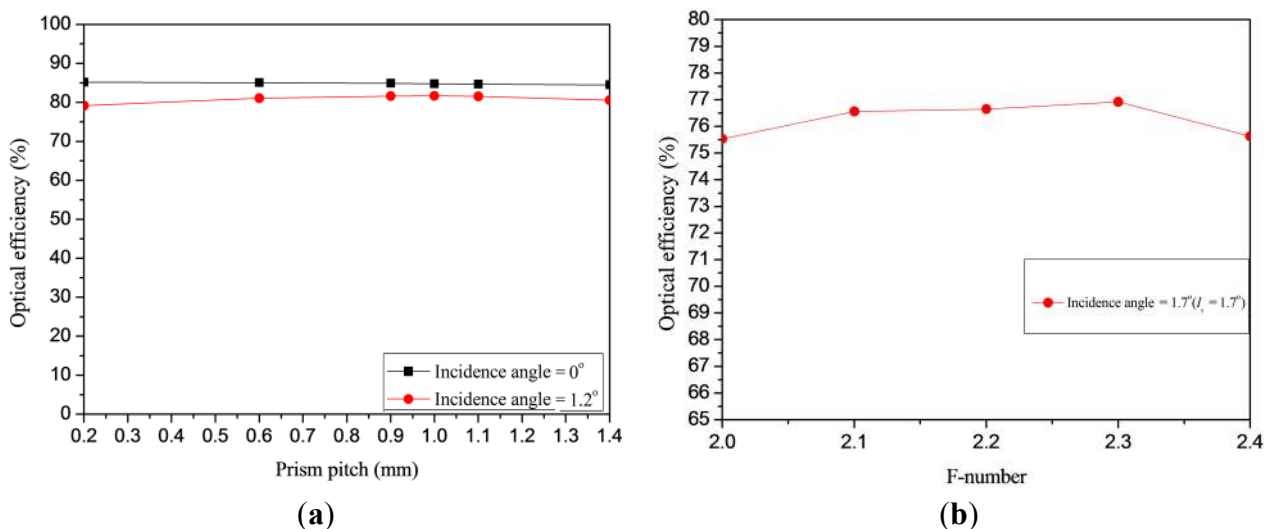 100
90
80
70
60
50
40
30
20
10
0
Optical efficiency (%)
Incidence angle = 0°
Incidence angle = 1.2°
0.2 0.3 0.4 0.5 0.6 0.7 0.8 0.9 1.0 1.1 1.2 1.3 1.4
Prism pitch (mm)
(a)
80
79
78
77
76
75
74
73
72
71
70
69
68
67
66
65
Optical efficiency (%)
Incidence angle = 1.7°(Is = 1.7°)
2.0 2.1 2.2 2.3 2.4
F-number
(b)